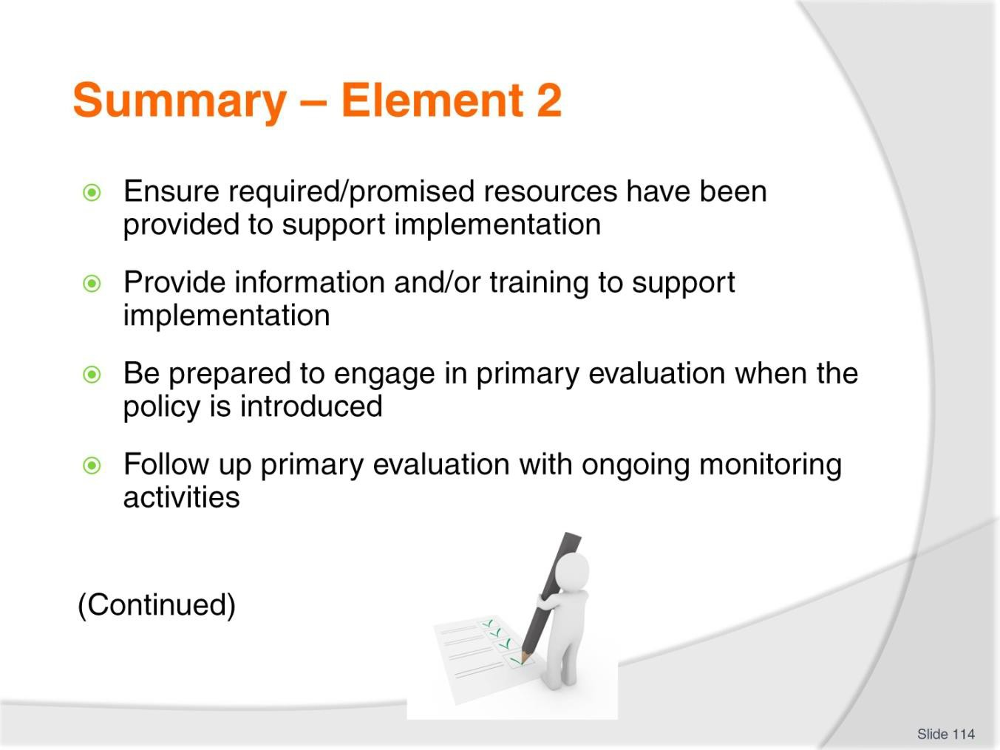 Summary – Element 2
Ensure required/promised resources have been
provided to support implementation
Provide information and/or training to support
implementation
Be prepared to engage in primary evaluation when the
policy is introduced
Follow up primary evaluation with ongoing monitoring
activities
(Continued)
Slide 114